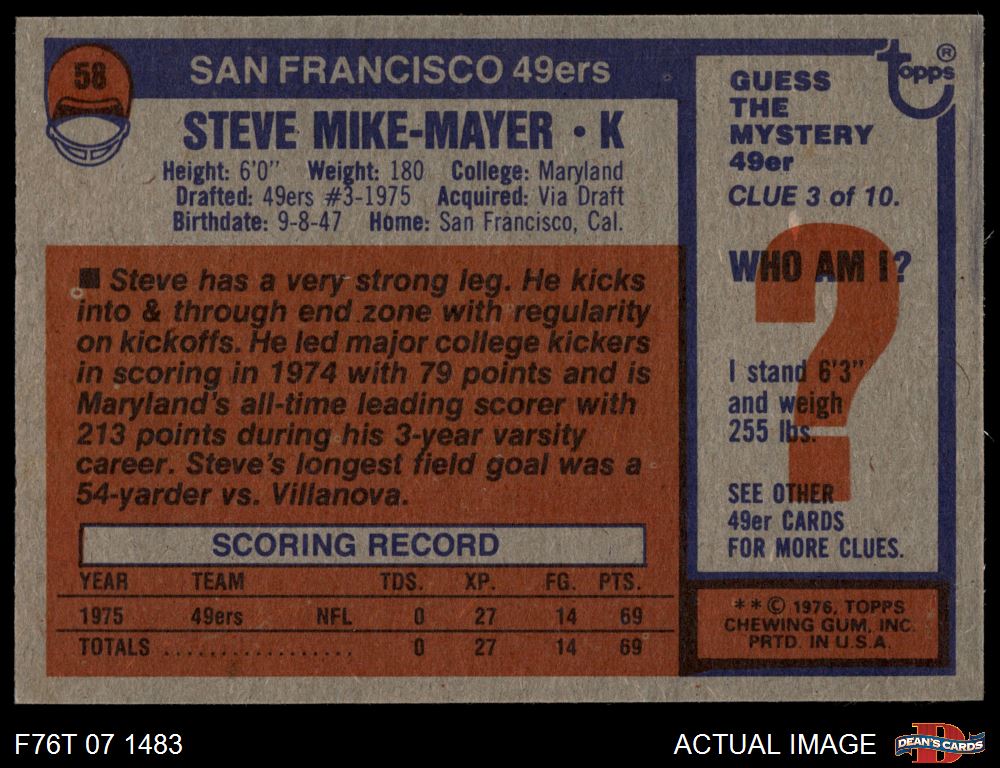 58
SAN FRANCISCO 49ers
STEVE MIKE-MAYER • K
Height: 6'0" Weight: 180 College: Maryland
Drafted: 49ers #3-1975 Acquired: Via Draft
Birthdate: 9-8-47 Home: San Francisco, Cal.
■ Steve has a very strong leg. He kicks
into & through end zone with regularity
on kickoffs. He led major college kickers
in scoring in 1974 with 79 points and is
Maryland's all-time leading scorer with
213 points during his 3-year varsity
career. Steve's longest field goal was a
54-yarder vs. Villanova.
SCORING RECORD
YEAR TEAM TDS. XP. FG. PTS.
1975 49ers NFL 0 27 14 69
TOTALS .................. 0 27 14 69
topps®
GUESS
THE
MYSTERY
49er
CLUE 3 of 10.
WHO AM I?
?
I stand 6'3"
and weigh
255 lbs.
SEE OTHER
49er CARDS
FOR MORE CLUES.
**© 1976, TOPPS
CHEWING GUM, INC.
PRTD. IN U.S.A.
F76T 07 1483
ACTUAL IMAGE
D
DEAN'S CARDS